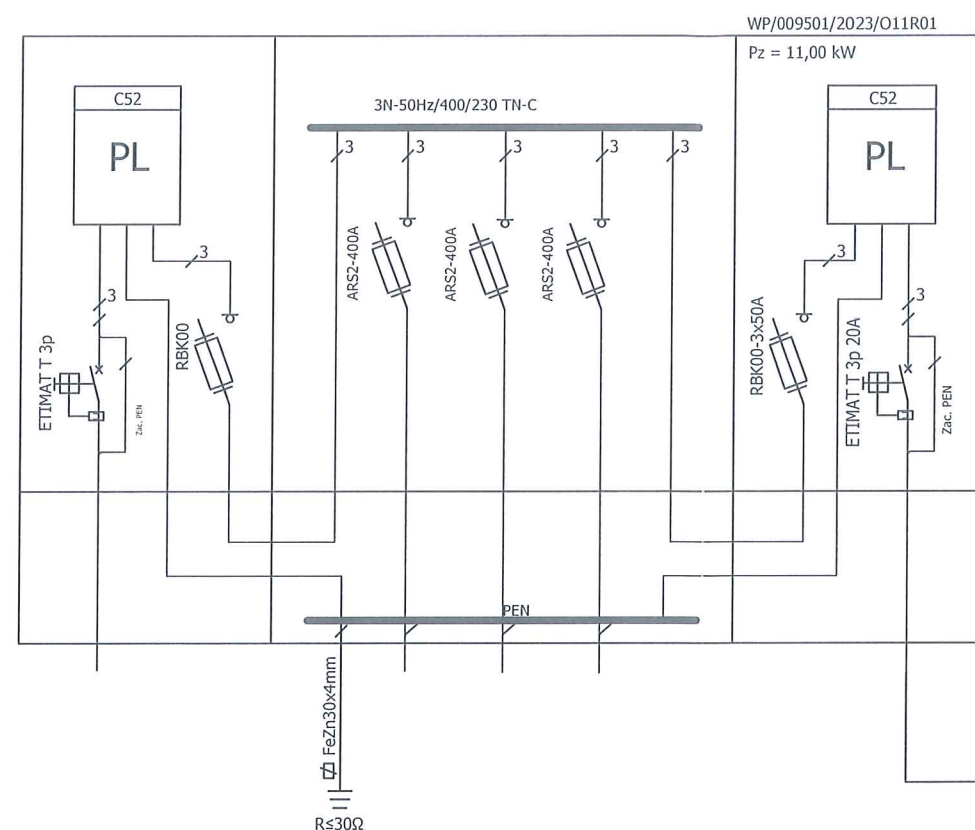 WP/009501/2023/O11R01
Pz = 11,00 kW
C52
PL
3N-50Hz/400/230 TN-C
C52
PL
3
3
3
3
3
3
3
3
3
ARS2-400A
ARS2-400A
ARS2-400A
RBK00
RBK00-3x50A
ETIMAT T 3p
Zac. PEN
ETIMAT T 3p 20A
Zac. PEN
PEN
FeZn30x4mm
R≤30Ω